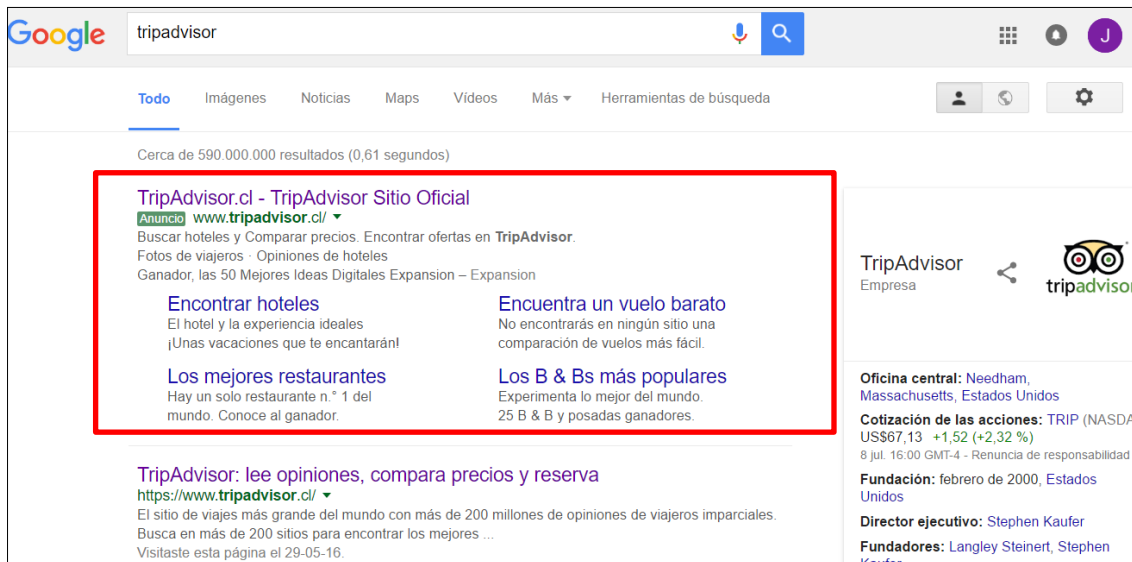 Google
tripadvisor
J
Todo Imágenes Noticias Maps Vídeos Más Herramientas de búsqueda
Cerca de 590.000.000 resultados (0,61 segundos)
TripAdvisor.cl - TripAdvisor Sitio Oficial
Anuncio www.tripadvisor.cl/
Buscar hoteles y Comparar precios. Encontrar ofertas en TripAdvisor.
Fotos de viajeros · Opiniones de hoteles
Ganador, las 50 Mejores Ideas Digitales Expansion – Expansion
Encontrar hoteles
El hotel y la experiencia ideales
¡Unas vacaciones que te encantarán!
Encuentra un vuelo barato
No encontrarás en ningún sitio una
comparación de vuelos más fácil.
Los mejores restaurantes
Hay un solo restaurante n.° 1 del
mundo. Conoce al ganador.
Los B & Bs más populares
Experimenta lo mejor del mundo.
25 B & B y posadas ganadores.
TripAdvisor: lee opiniones, compara precios y reserva
https://www.tripadvisor.cl/
El sitio de viajes más grande del mundo con más de 200 millones de opiniones de viajeros imparciales.
Busca en más de 200 sitios para encontrar los mejores ...
Visitaste esta página el 29-05-16.
TripAdvisor
Empresa
tripadvisor
Oficina central: Needham,
Massachusetts, Estados Unidos
Cotización de las acciones: TRIP (NASDA
US$67,13 +1,52 (+2,32 %)
8 jul. 16:00 GMT-4 - Renuncia de responsabilidad
Fundación: febrero de 2000, Estados
Unidos
Director ejecutivo: Stephen Kaufer
Fundadores: Langley Steinert, Stephen